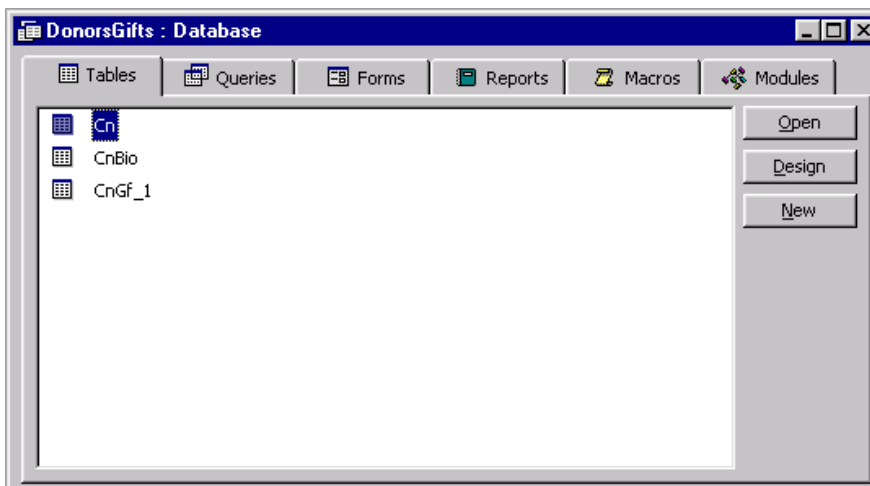 DonorsGifts : Database
Tables Queries Forms Reports Macros Modules
Cn Open
CnBio Design
CnGf_1 New